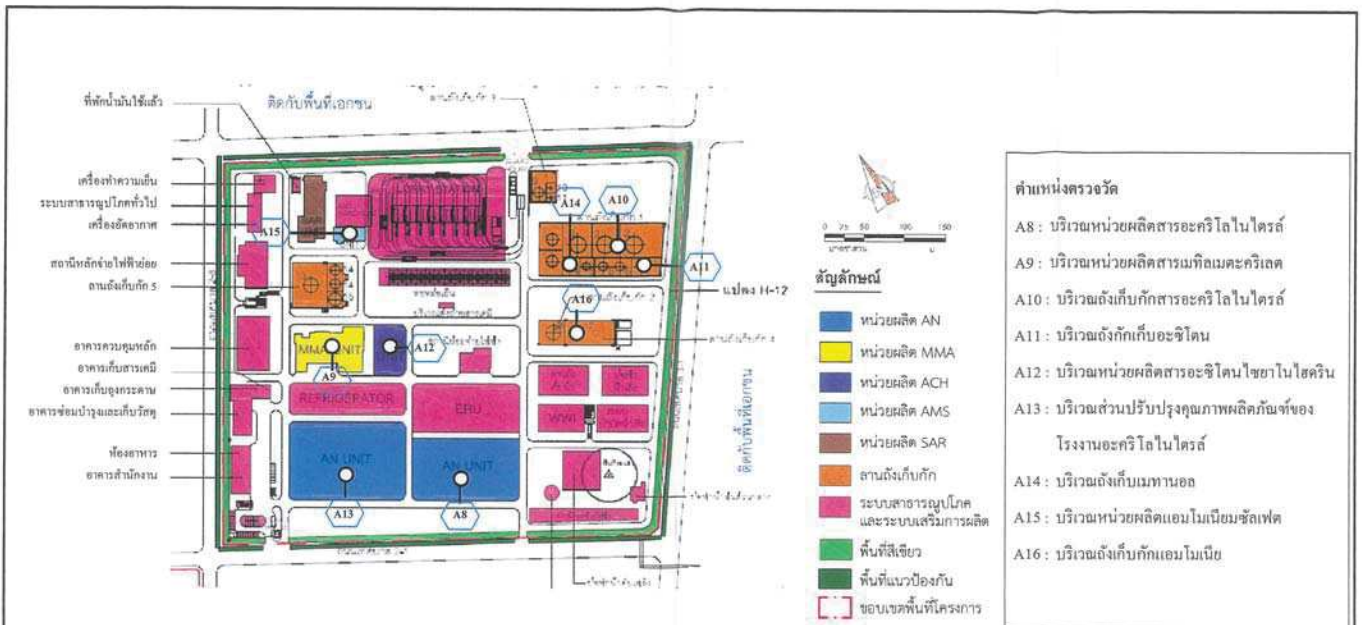 ที่พักน้ำมันใช้แล้ว
ติดกับพื้นที่เอกชน
เครื่องทำความเย็น
ระบบสาธารณูปโภคทั่วไป
เครื่องอัดอากาศ
สถานีหลักจ่ายไฟฟ้าย่อย
ลานถังเก็บกัก 5
อาคารควบคุมหลัก
อาคารเก็บสารเคมี
อาคารเก็บถุงกระดาษ
อาคารซ่อมบำรุงและเก็บวัสดุ
ห้องอาหาร
อาคารสำนักงาน
A15
A14
A10
A11
A16
แปลง H-12
MMA UNIT
A12
A9
REFRIGERATOR
ERU
WWI
AN UNIT
AN UNIT
A13
A8
ติดกับพื้นที่เอกชน
0 25 50 100 150
สัญลักษณ์
หน่วยผลิต AN
หน่วยผลิต MMA
หน่วยผลิต ACH
หน่วยผลิต AMS
หน่วยผลิต SAR
ลานถังเก็บกัก
ระบบสาธารณูปโภค
และระบบเสริมการผลิต
พื้นที่สีเขียว
พื้นที่แนวป้องกัน
ขอบเขตพื้นที่โครงการ
ตำแหน่งตรวจวัด
A8 : บริเวณหน่วยผลิตสารอะคริโลไนไตรล์
A9 : บริเวณหน่วยผลิตสารเมทิลเมตะคริเลต
A10 : บริเวณถังเก็บกักสารอะคริโลไนไตรล์
A11 : บริเวณถังกักเก็บอะซิโตน
A12 : บริเวณหน่วยผลิตสารอะซิโตนไซยาโนไฮดริน
A13 : บริเวณส่วนปรับปรุงคุณภาพผลิตภัณฑ์ของ
โรงงานอะคริโลไนไตรล์
A14 : บริเวณถังเก็บเมทานอล
A15 : บริเวณหน่วยผลิตแอมโมเนียมซัลเฟต
A16 : บริเวณถังเก็บกักแอมโมเนีย